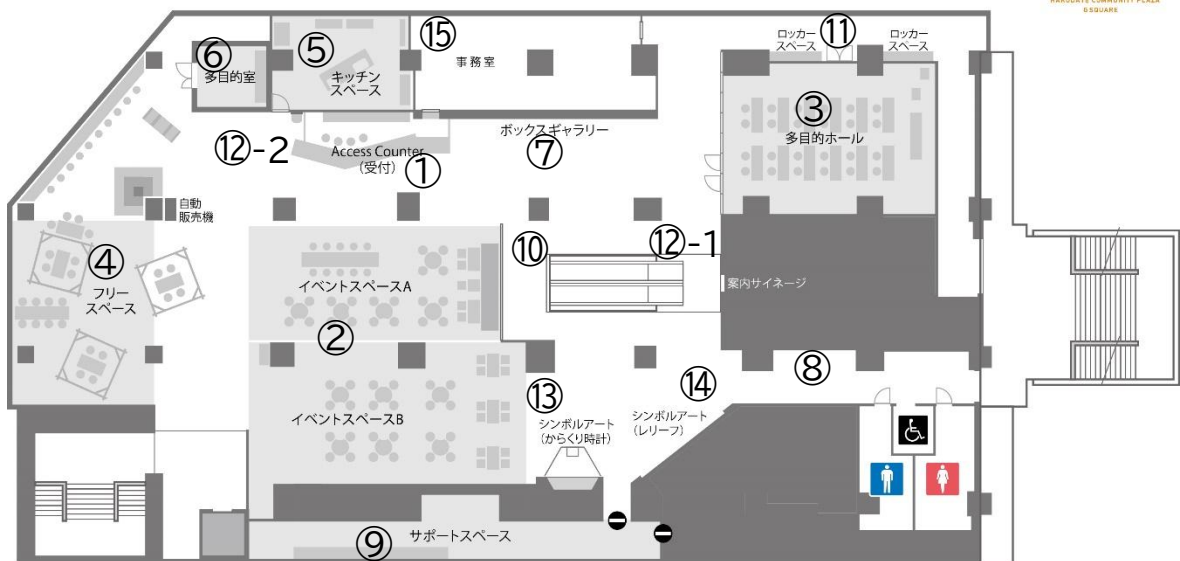 HAKODATE COMMUNITY PLAZA
G SQUARE
⑥
多目的室
⑤
キッチン
スペース
⑮
事務室
ロッカー
スペース
⑪
ロッカー
スペース
③
多目的ホール
⑫-2
Access Counter
（受付）
①
ボックスギャラリー
⑦
自動
販売機
④
フリー
スペース
イベントスペースA
⑩
⑫-1
案内サイネージ
②
イベントスペースB
⑬
シンボルアート
（からくり時計）
⑭
シンボルアート
（レリーフ）
⑧
⑨
サポートスペース